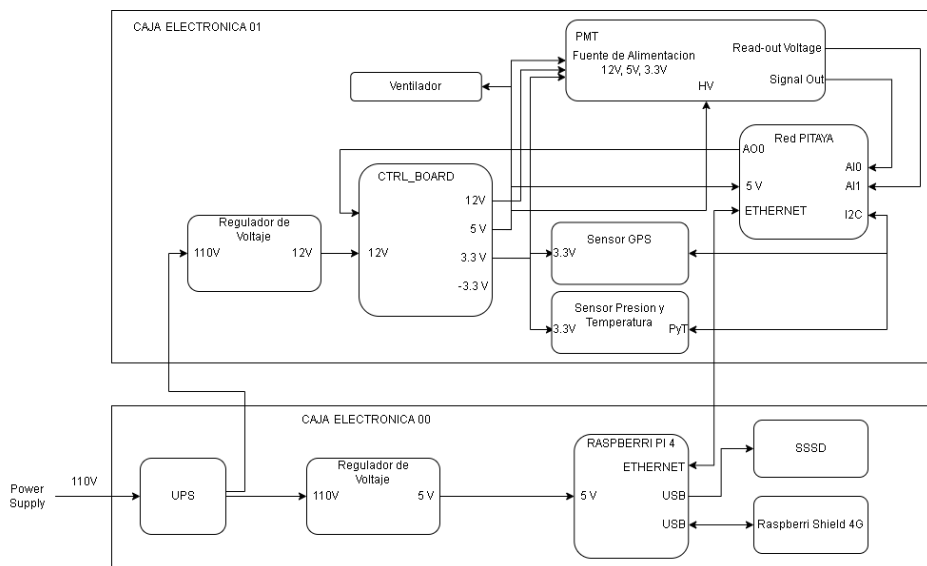 CAJA ELECTRONICA 01
PMT
Fuente de Alimentacion
12V, 5V, 3.3V
Read-out Voltage
Signal Out
HV
Ventilador
Red PITAYA
AO0
AI0
5 V
AI1
ETHERNET
I2C
CTRL_BOARD
12V
5 V
12V
3.3 V
-3.3 V
Regulador de
Voltaje
110V
12V
Sensor GPS
3.3V
Sensor Presion y
Temperatura
3.3V
PyT
CAJA ELECTRONICA 00
Power
Supply
110V
UPS
Regulador de
Voltaje
110V
5 V
RASPBERRI PI 4
ETHERNET
5 V
USB
USB
SSSD
Raspberri Shield 4G